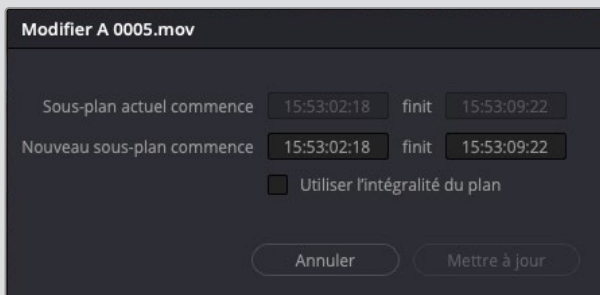 Modifier A 0005.mov
Sous-plan actuel commence 15:53:02:18 finit 15:53:09:22
Nouveau sous-plan commence 15:53:02:18 finit 15:53:09:22
Utiliser l'intégralité du plan
Annuler Mettre à jour